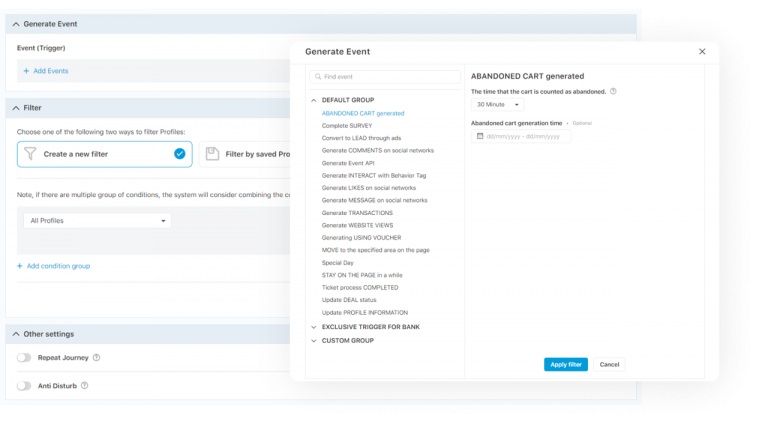 Generate Event
Event (Trigger)
+ Add Events
Filter
Choose one of the following two ways to filter Profiles:
Create a new filter
Filter by saved Pro
Note, if there are multiple group of conditions, the system will consider combining the co
All Profiles
+ Add condition group
Other settings
Repeat Journey
Anti Disturb
Generate Event
Find event
DEFAULT GROUP
ABANDONED CART generated
Complete SURVEY
Convert to LEAD through ads
Generate COMMENTS on social networks
Generate Event API
Generate INTERACT with Behavior Tag
Generate LIKES on social networks
Generate MESSAGE on social networks
Generate TRANSACTIONS
Generate WEBSITE VIEWS
Generating USING VOUCHER
MOVE to the specified area on the page
Special Day
STAY ON THE PAGE in a while
Ticket process COMPLETED
Update DEAL status
Update PROFILE INFORMATION
EXCLUSIVE TRIGGER FOR BANK
CUSTOM GROUP
ABANDONED CART generated
The time that the cart is counted as abandoned.
30 Minute
Abandoned cart generation time - Optional
dd/mm/yyyy - dd/mm/yyyy
Apply filter
Cancel